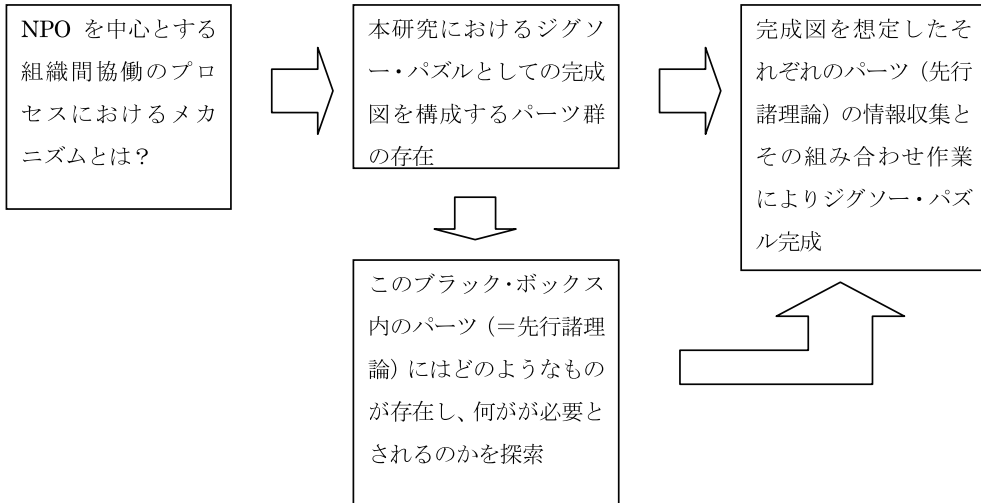 NPO を中心とする
組織間協働のプロ
セスにおけるメカ
ニズムとは？
本研究におけるジグソ
ー・パズルとしての完成
図を構成するパーツ群
の存在
完成図を想定したそ
れぞれのパーツ（先行
諸理論）の情報収集と
その組み合わせ作業
によりジグソー・パズ
ル完成
このブラック・ボックス
内のパーツ（＝先行諸理
論）にはどのようなもの
が存在し、何がが必要と
されるのかを探索